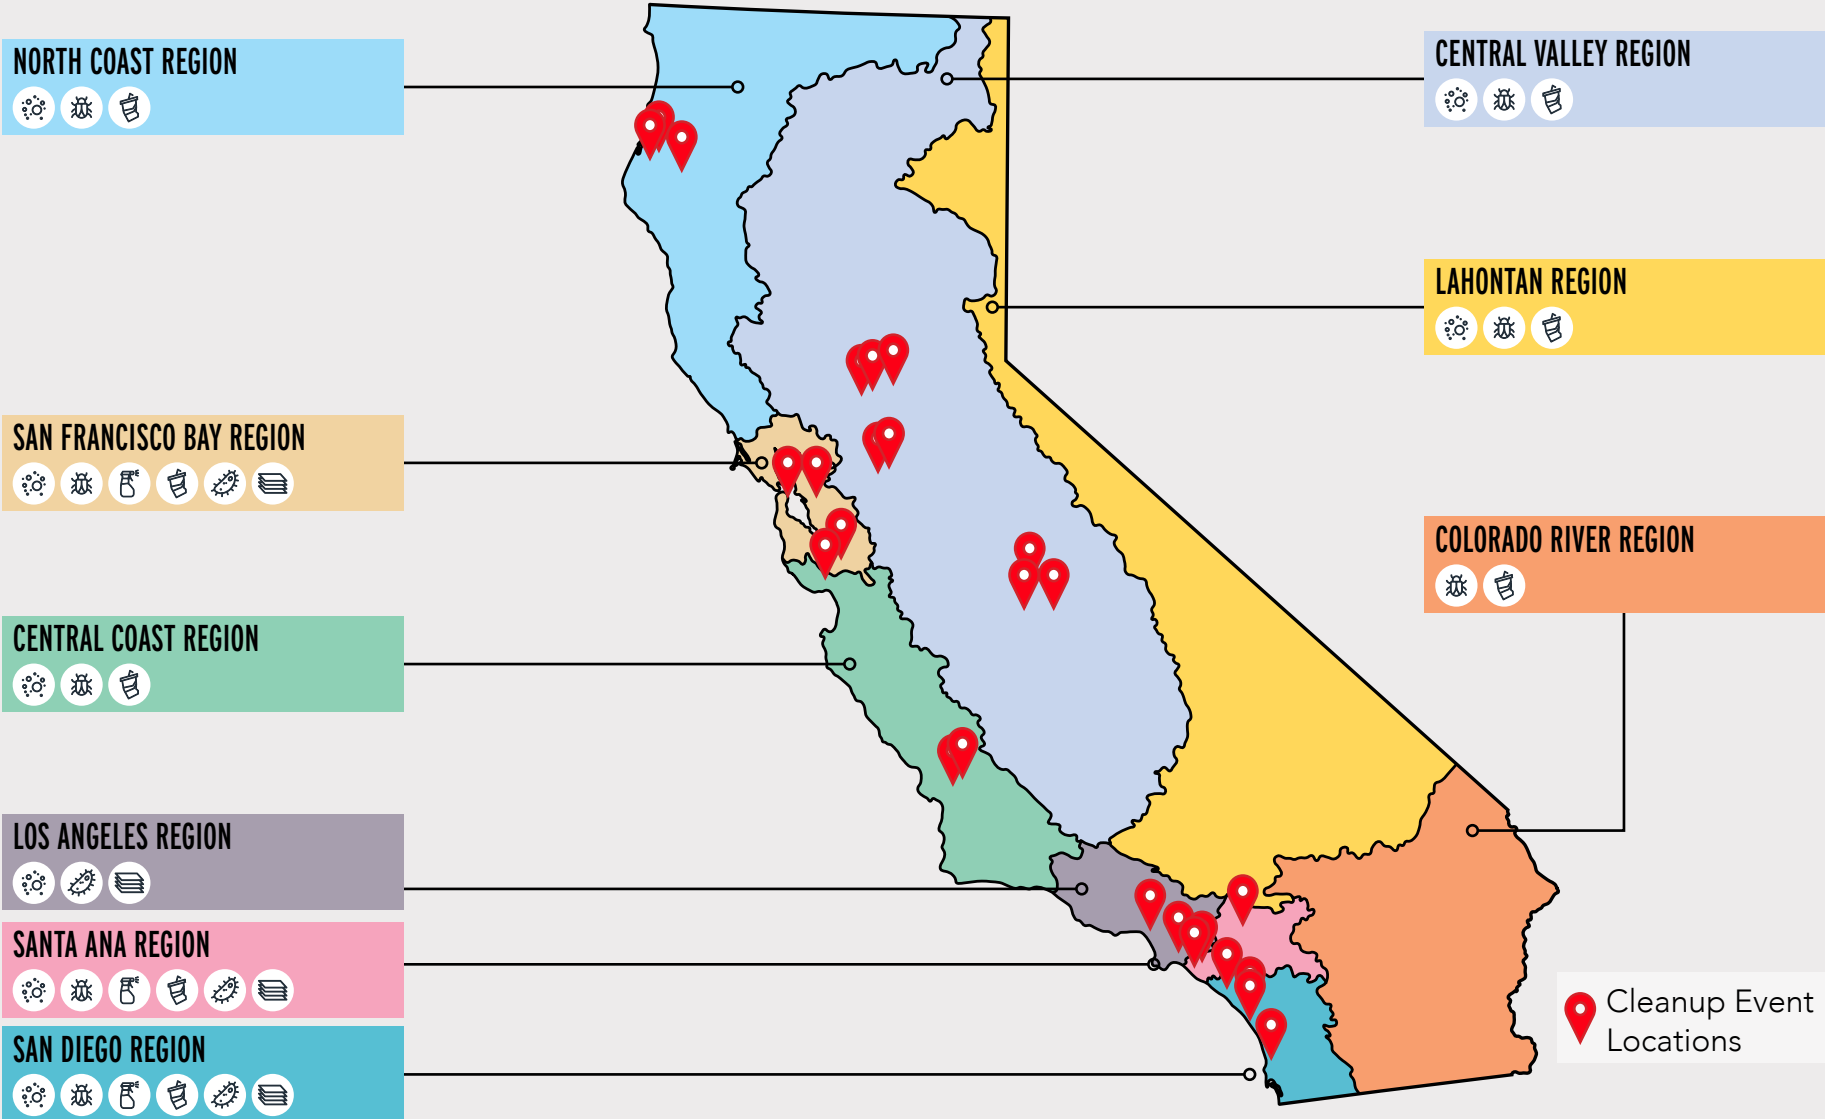 NORTH COAST REGION
CENTRAL VALLEY REGION
LAHONTAN REGION
SAN FRANCISCO BAY REGION
COLORADO RIVER REGION
CENTRAL COAST REGION
LOS ANGELES REGION
SANTA ANA REGION
SAN DIEGO REGION
Cleanup Event
Locations